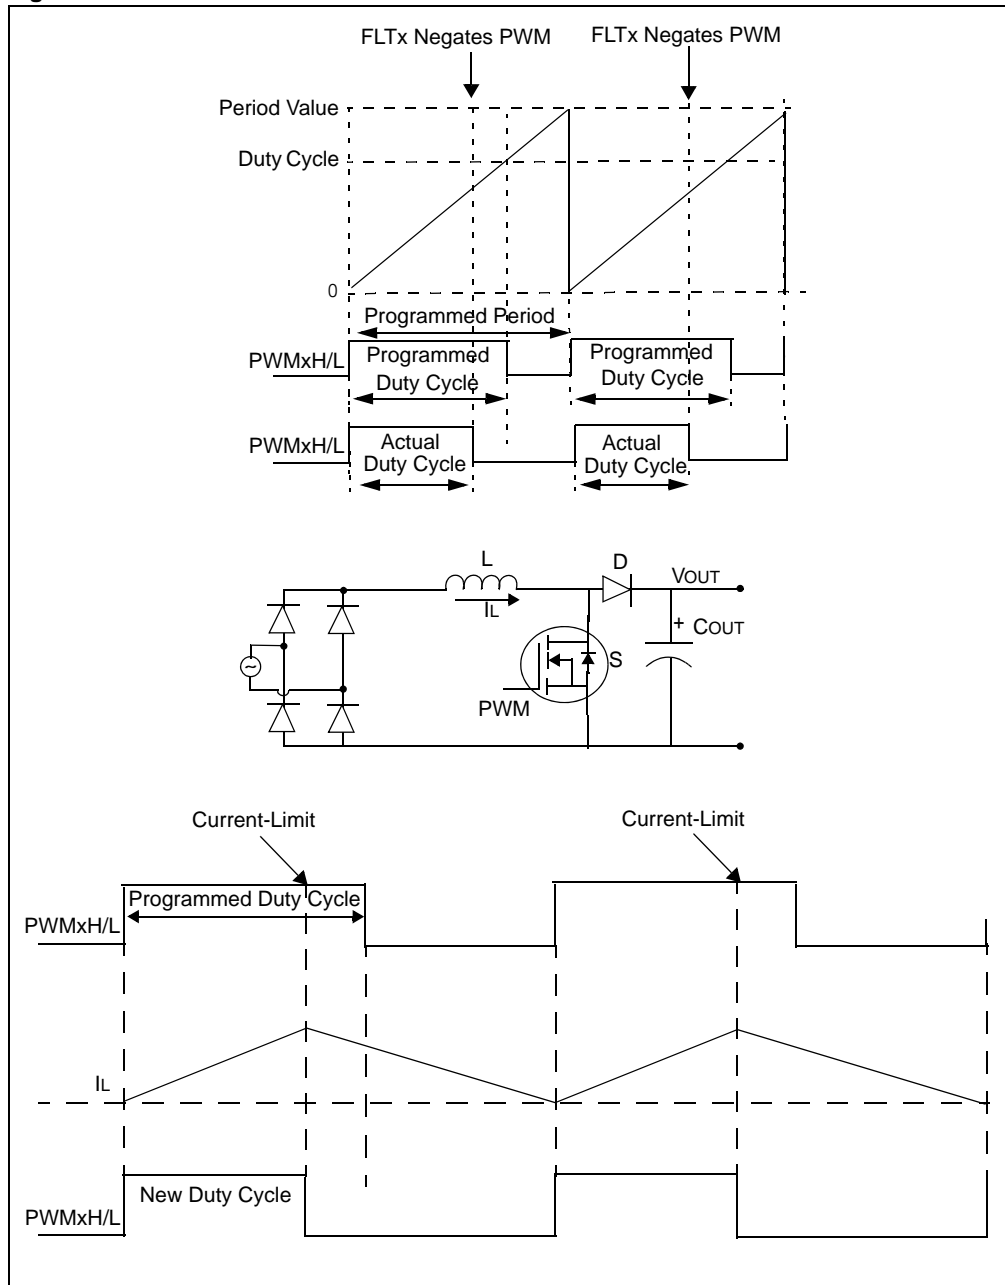 FLTx Negates PWM FLTx Negates PWM
Period Value
Duty Cycle
0
Programmed Period
PWMxH/L
Programmed
Duty Cycle
Programmed
Duty Cycle
PWMxH/L
Actual
Duty Cycle
Actual
Duty Cycle
L
D
VOUT
IL
+ COUT
S
~
PWM
Current-Limit Current-Limit
Programmed Duty Cycle
PWMxH/L
IL
New Duty Cycle
PWMxH/L